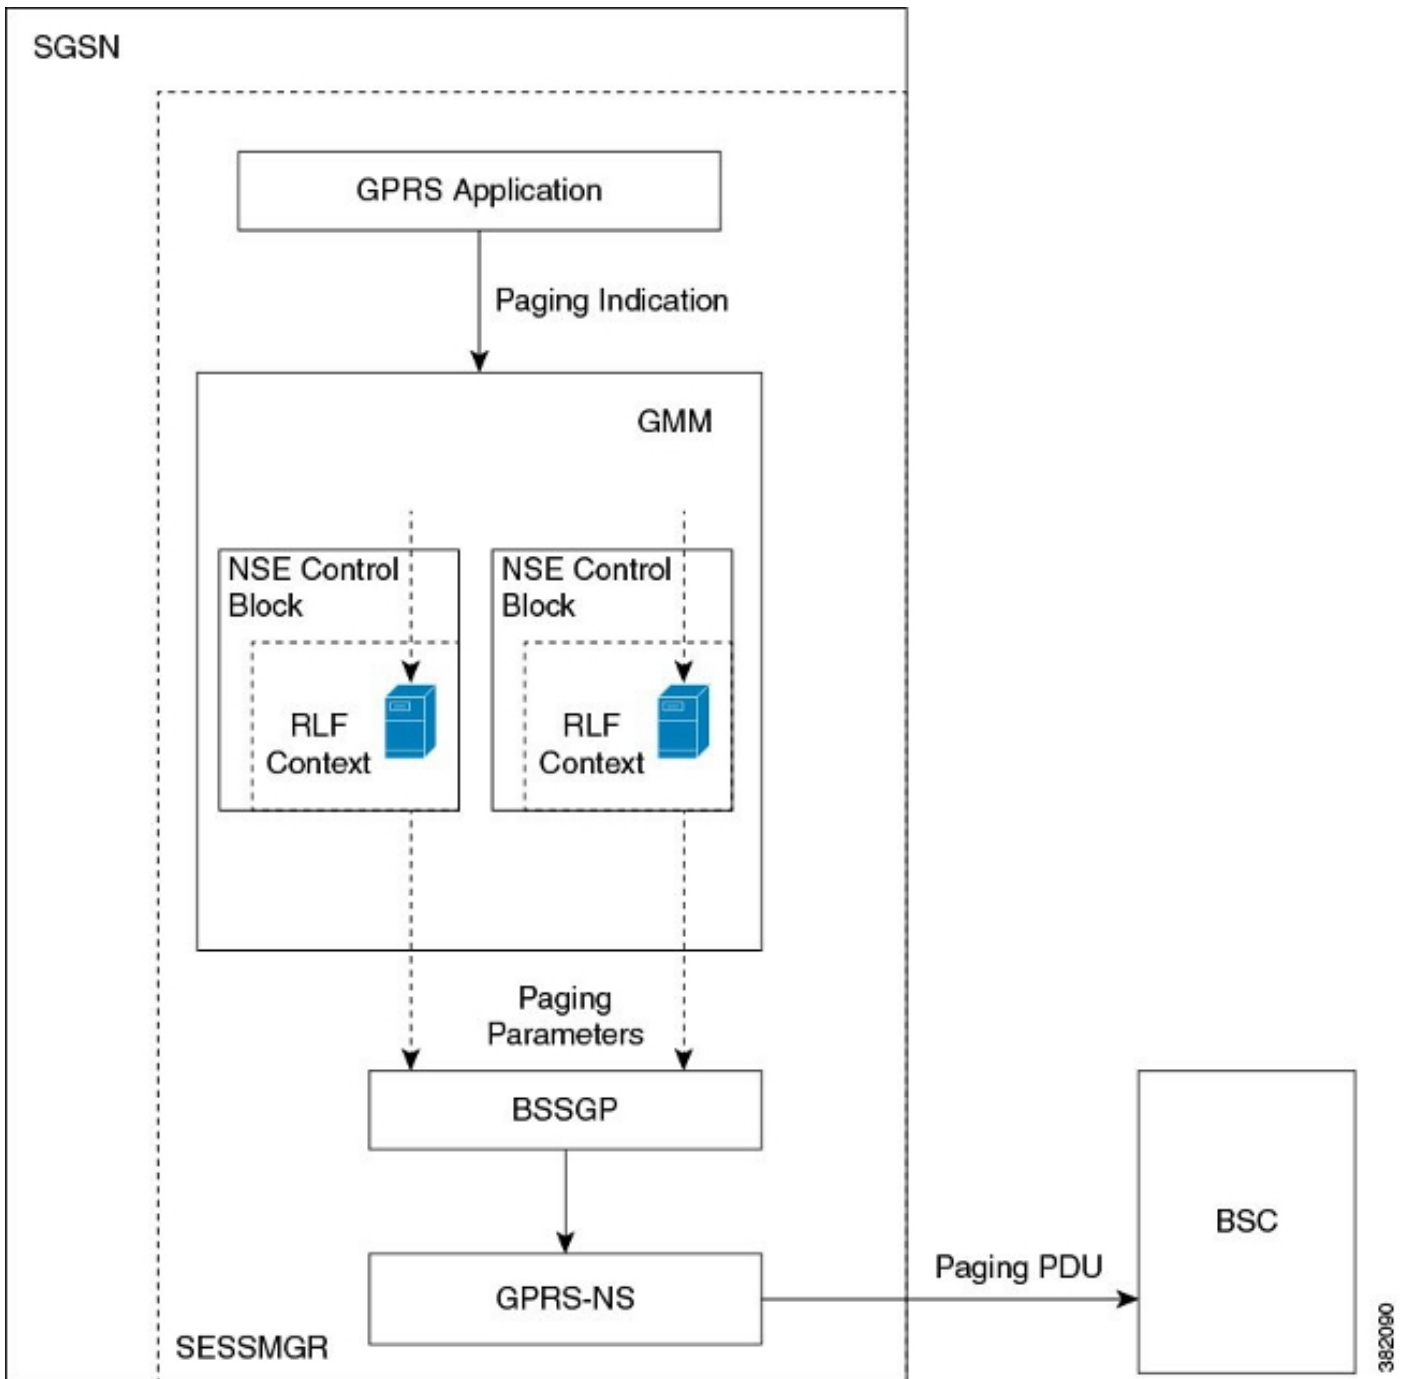 SGSN
GPRS Application
Paging Indication
GMM
NSE Control
Block
RLF
Context
NSE Control
Block
RLF
Context
Paging
Parameters
BSSGP
GPRS-NS
SESSMGR
Paging PDU
BSC
382090